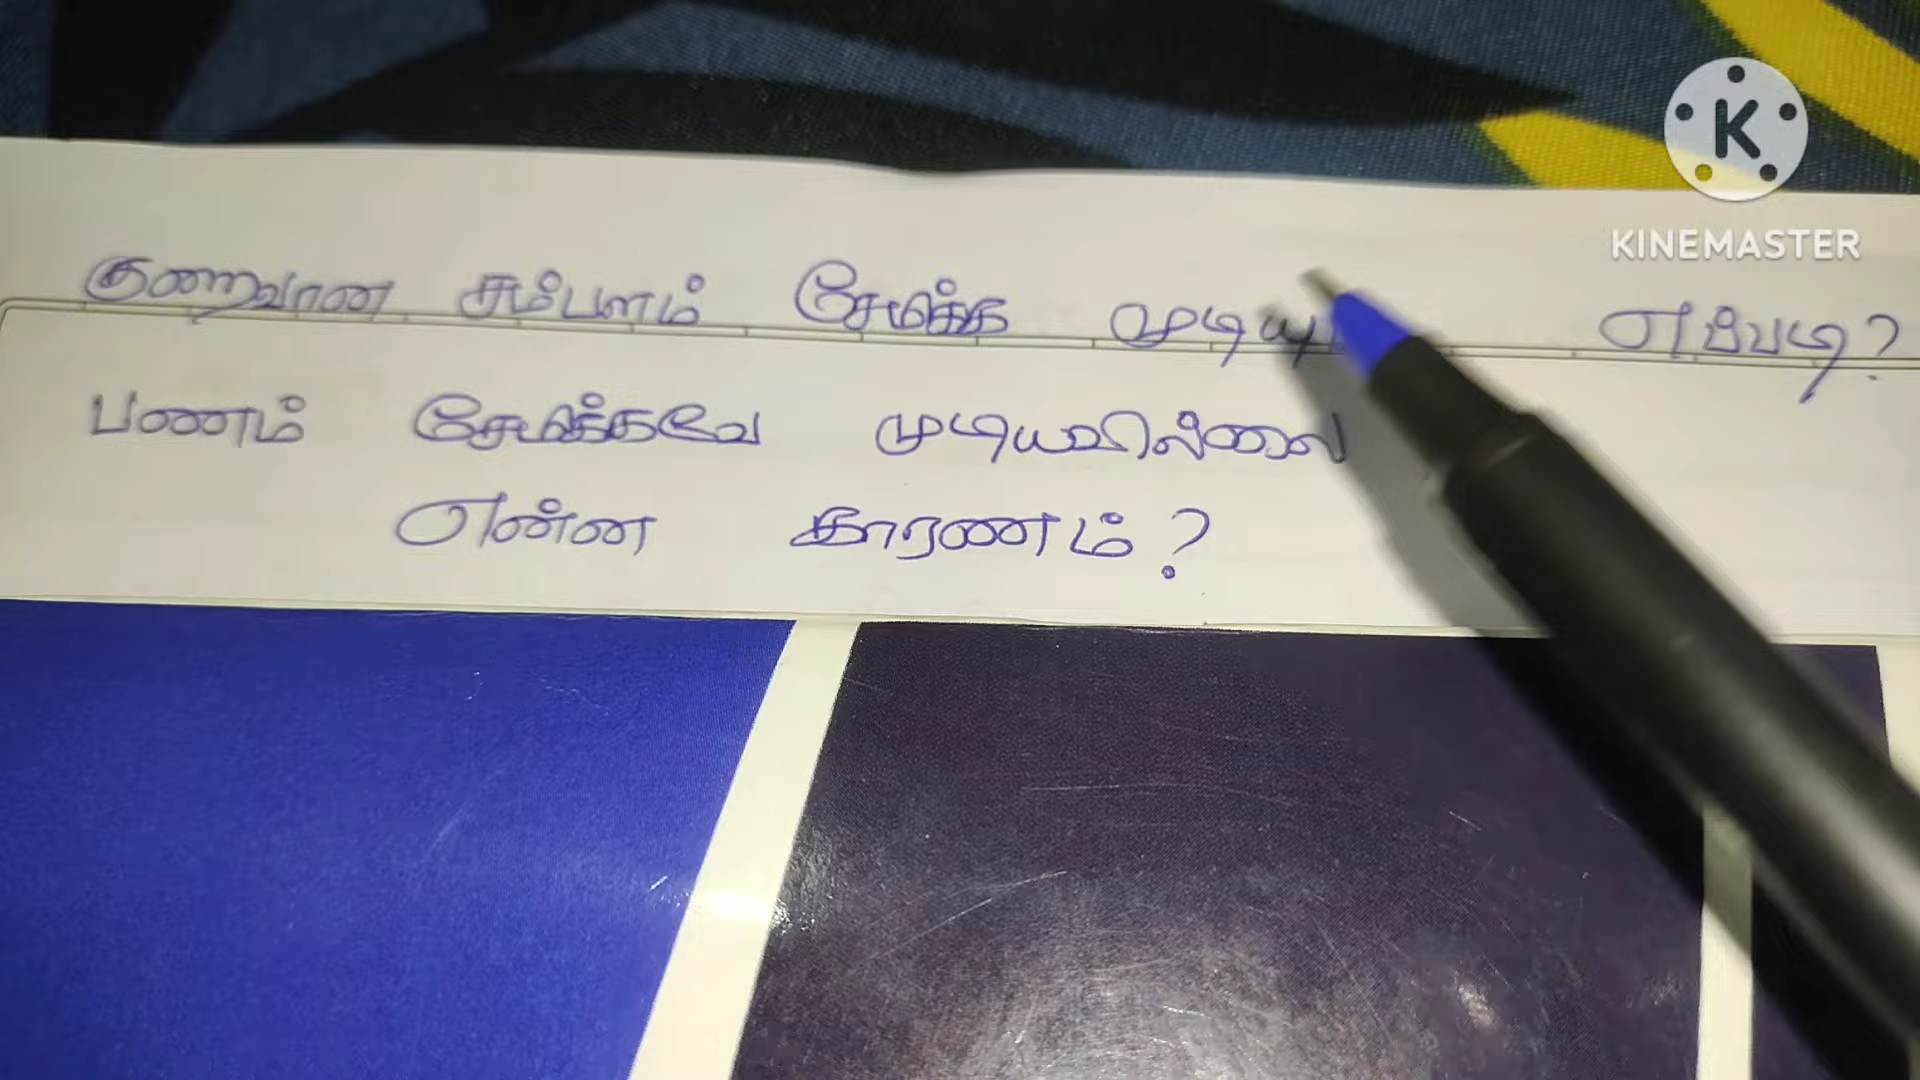 KINEMASTER
குறைவான சம்பளம் சேமிக்க எப்படி?
பணம் சேமிக்கவே முடியவில்லை
என்ன காரணம்?